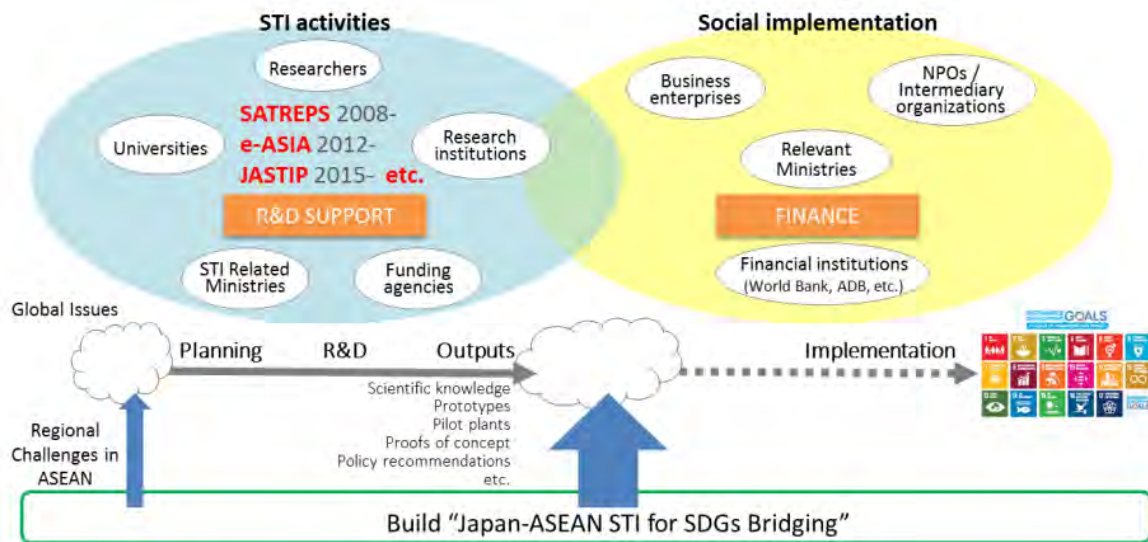 STI activities
Social implementation
Researchers
SATREPS 2008-
e-ASIA 2012-
JASTIP 2015- etc.
Universities
Research
institutions
R&D SUPPORT
STI Related
Ministries
Funding
agencies
Business
enterprises
NPOs /
Intermediary
organizations
Relevant
Ministries
FINANCE
Financial institutions
(World Bank, ADB, etc.)
Global Issues
Planning
R&D
Outputs
Implementation
GOALS
Scientific knowledge
Prototypes
Pilot plants
Proofs of concept
Policy recommendations
etc.
Regional
Challenges in
ASEAN
Build “Japan-ASEAN STI for SDGs Bridging”